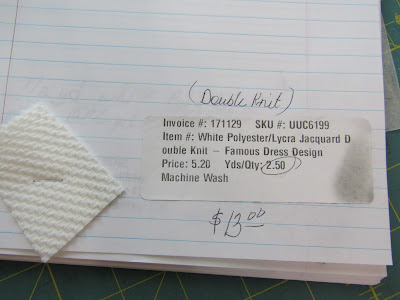 (Double Knit)
Invoice #: 171129 SKU #: UUC6199
Item #: White Polyester/Lycra Jacquard D
ouble Knit – Famous Dress Design
Price: 5.20 Yds/Qty: 2.50
Machine Wash
$13.00